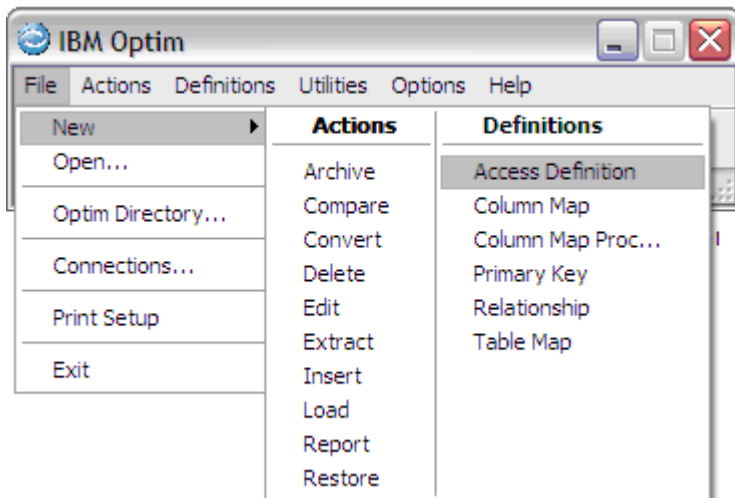 IBM Optim
File Actions Definitions Utilities Options Help
New
Open...
Optim Directory...
Connections...
Print Setup
Exit
Actions
Archive
Compare
Convert
Delete
Edit
Extract
Insert
Load
Report
Restore
Definitions
Access Definition
Column Map
Column Map Proc...
Primary Key
Relationship
Table Map